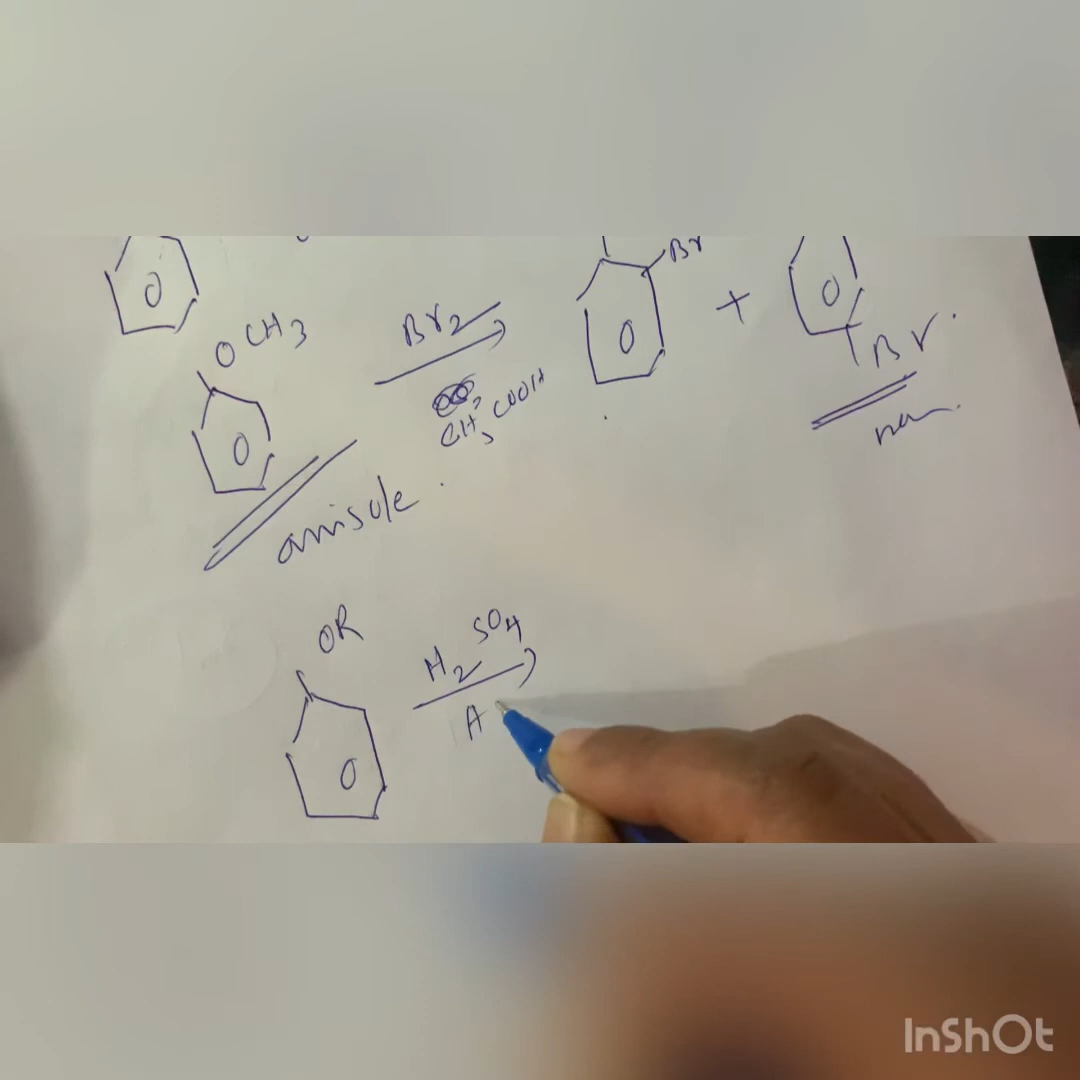 Br
OCH3
Br2
CH3COOH
+
Br.
anisole.
OR
H2SO4
A
InShOt